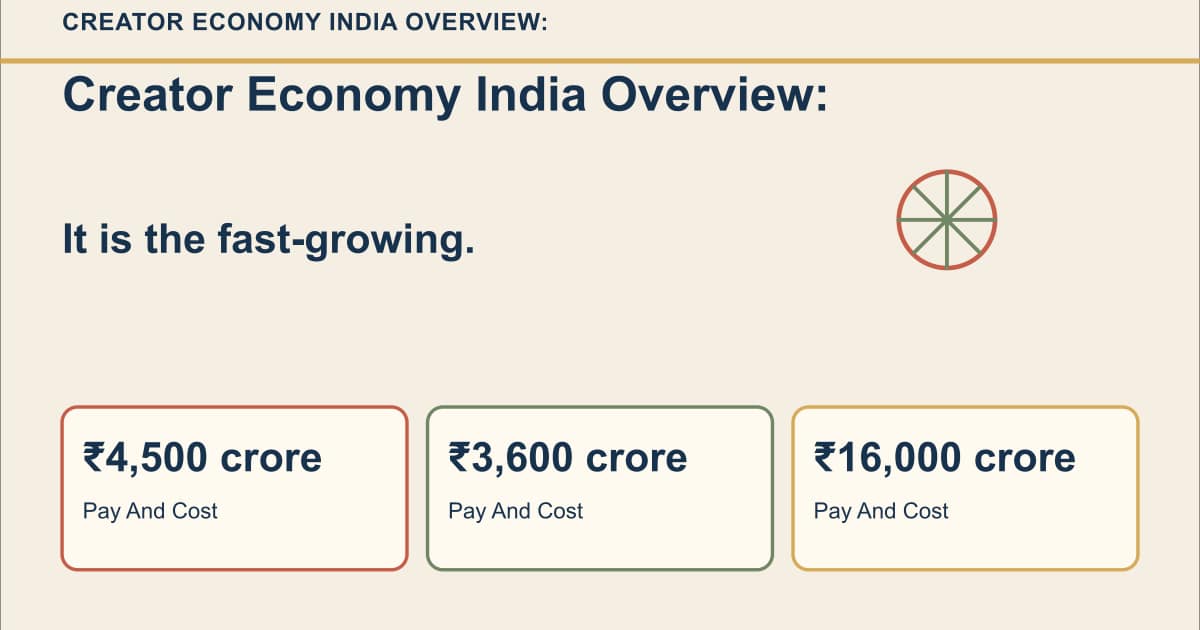 CREATOR ECONOMY INDIA OVERVIEW:
Creator Economy India Overview:
It is the fast-growing.
₹4,500 crore
Pay And Cost
₹3,600 crore
Pay And Cost
₹16,000 crore
Pay And Cost